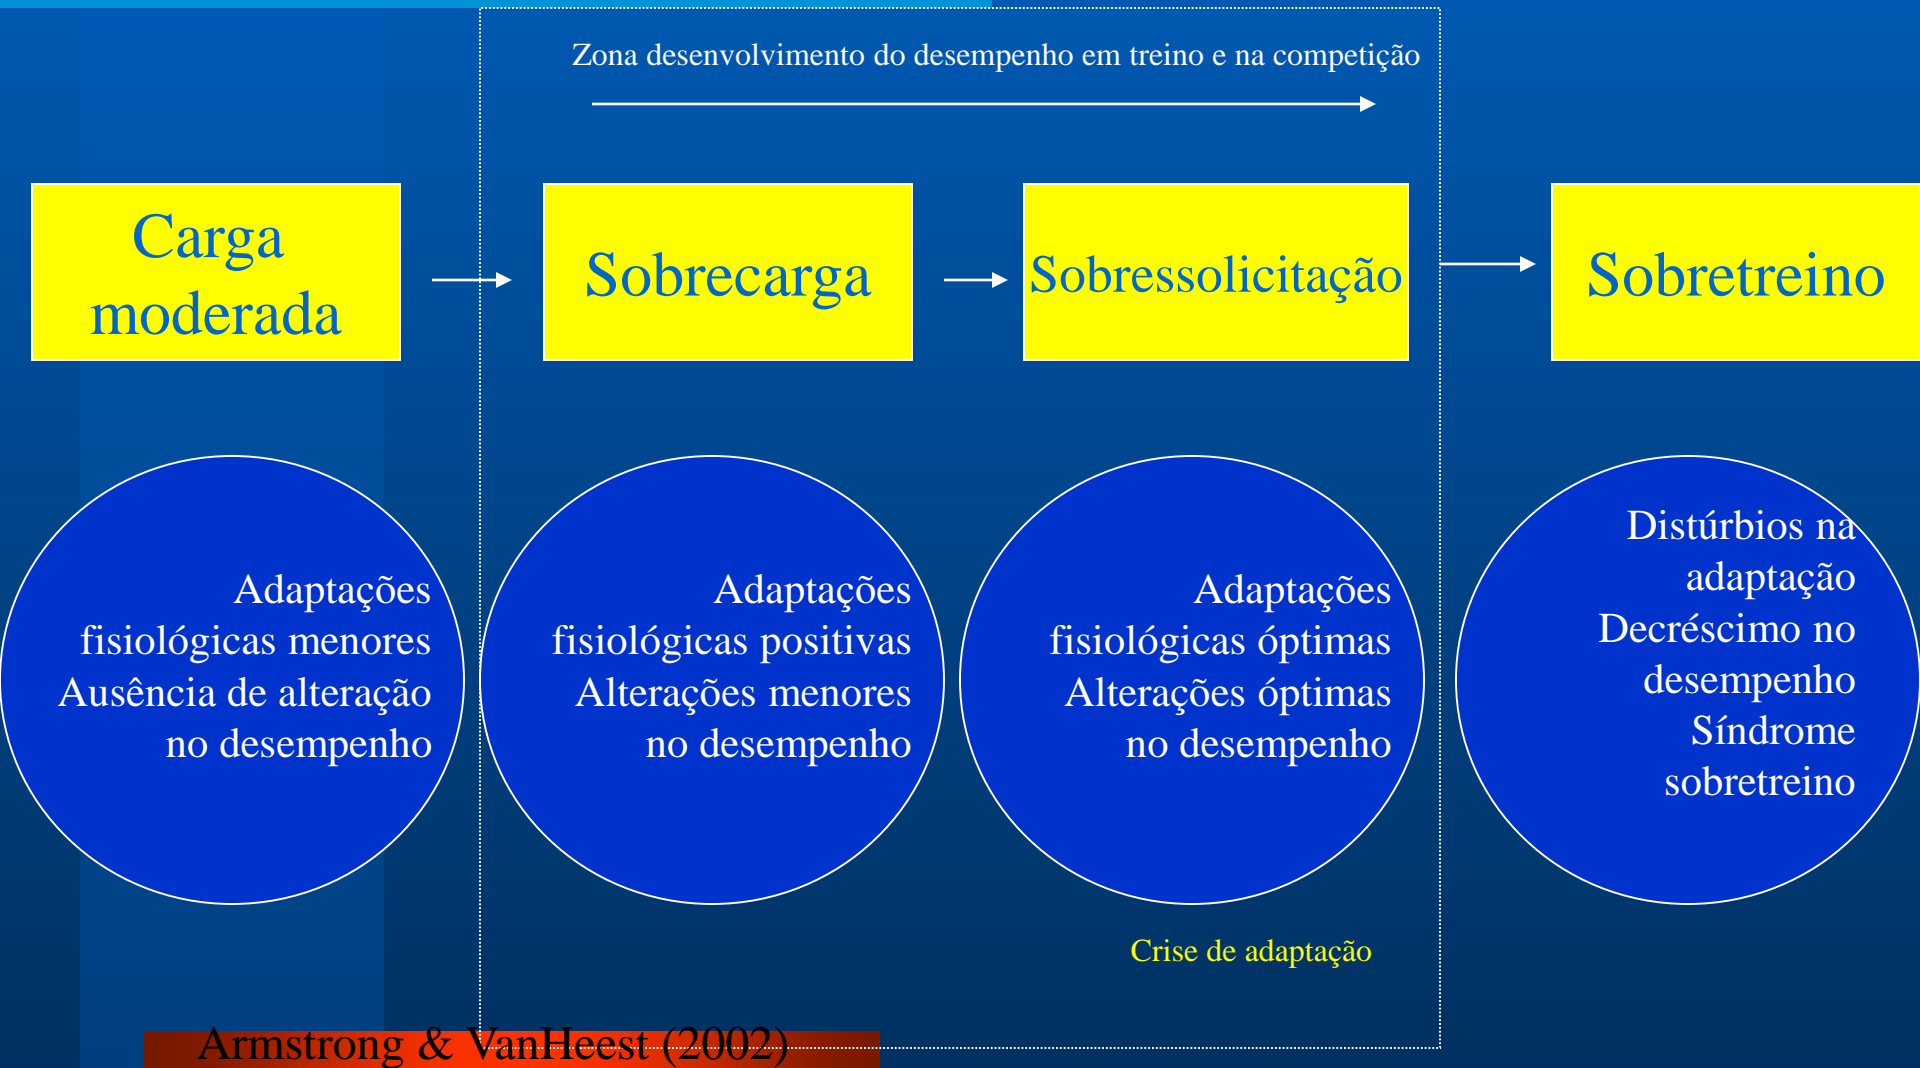 Zona desenvolvimento do desempenho em treino e na competição
Carga
moderada
Sobrecarga
Sobressolicitação
Sobretreino
Adaptações
fisiológicas menores
Ausência de alteração
no desempenho
Adaptações
fisiológicas positivas
Alterações menores
no desempenho
Adaptações
fisiológicas óptimas
Alterações óptimas
no desempenho
Distúrbios na
adaptação
Decréscimo no
desempenho
Síndrome
sobretreino
Crise de adaptação
Armstrong & VanHeest (2002)